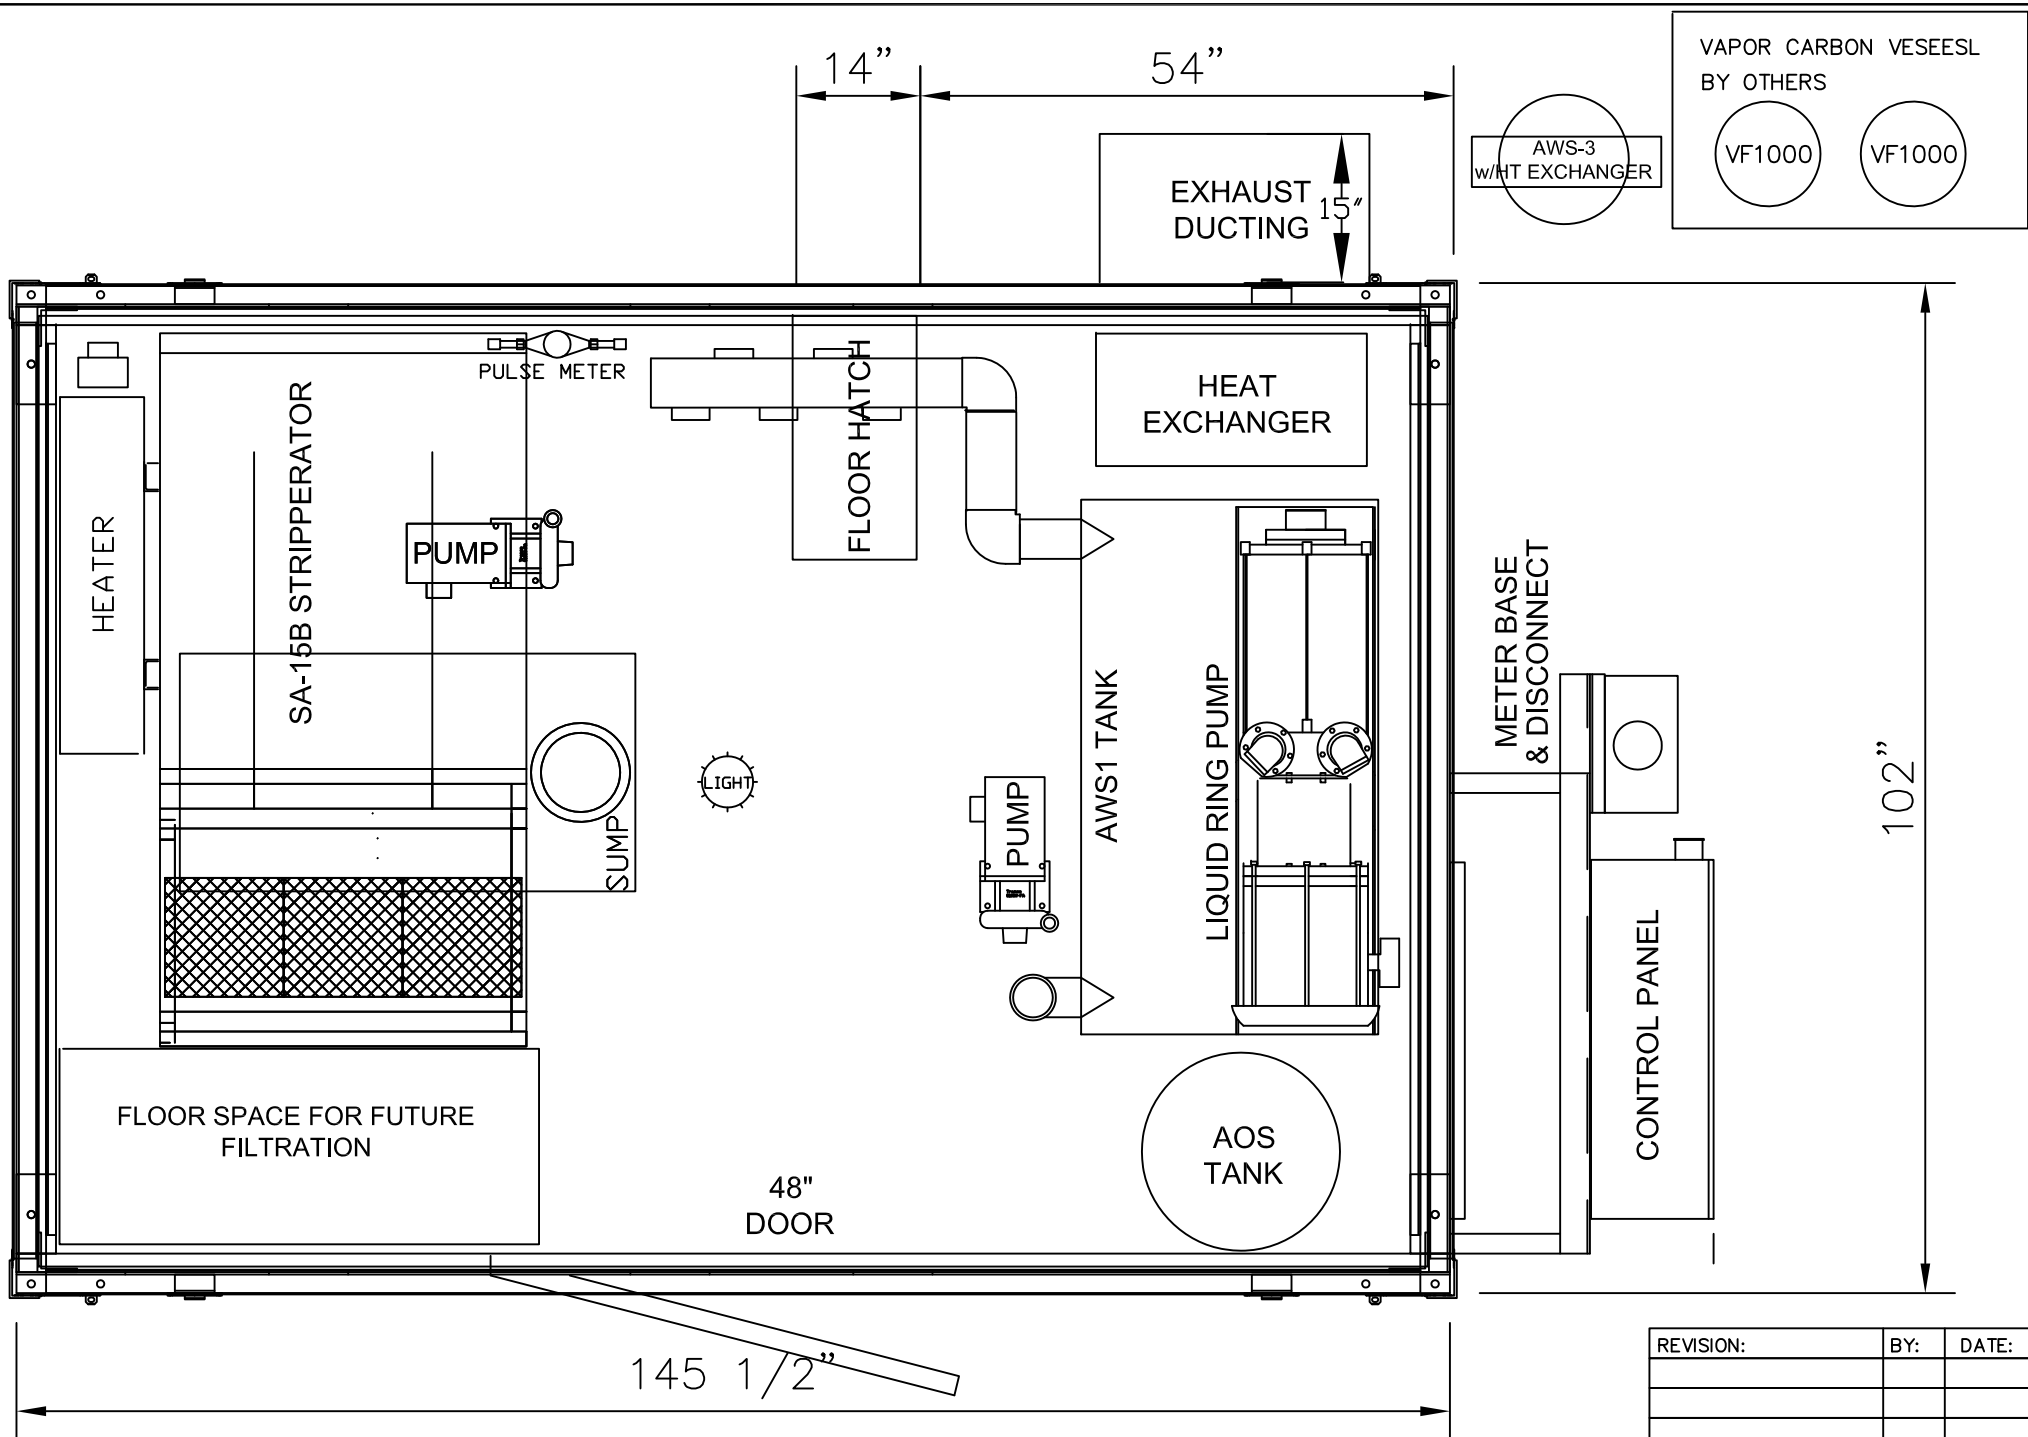 14”
54”
VAPOR CARBON VESEESL
BY OTHERS
VF1000
VF1000
AWS-3
w/HT EXCHANGER
EXHAUST
DUCTING
15"
PULSE METER
HEATER
SA-15B STRIPPERATOR
PUMP
FLOOR HATCH
HEAT
EXCHANGER
SUMP
LIGHT
PUMP
AWS1 TANK
LIQUID RING PUMP
METER BASE
& DISCONNECT
102”
CONTROL PANEL
FLOOR SPACE FOR FUTURE
FILTRATION
AOS
TANK
48"
DOOR
145 1/2”
REVISION: BY: DATE: